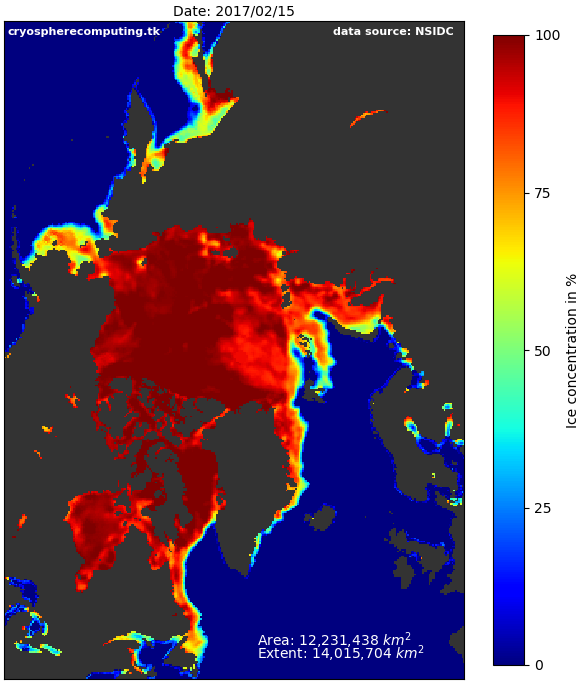 Date: 2017/02/15
cryospherecomputing.tk
data source: NSIDC
100
75
50
25
0
Ice concentration in %
Area: 12,231,438 km²
Extent: 14,015,704 km²